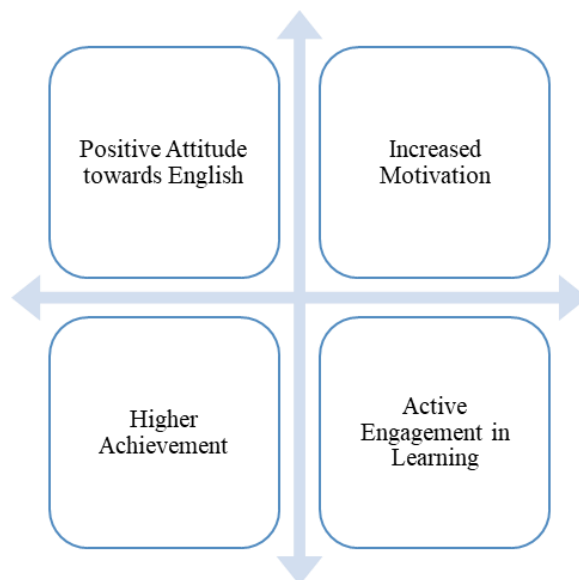 Positive Attitude
towards English
Increased
Motivation
Higher
Achievement
Active
Engagement in
Learning